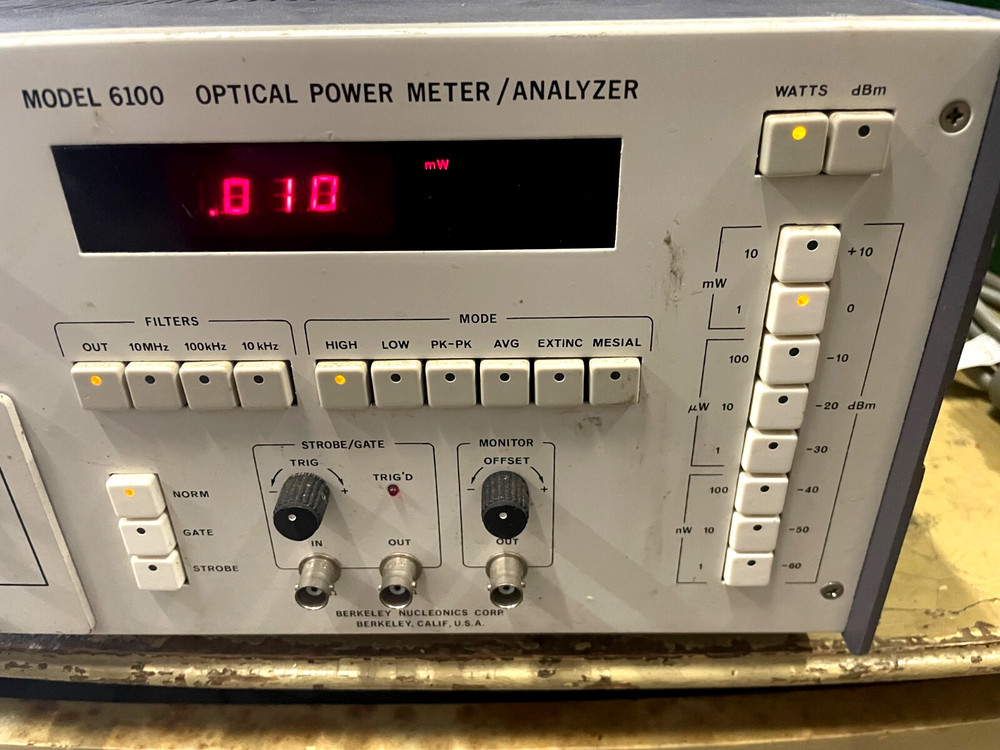 MODEL 6100 OPTICAL POWER METER/ANALYZER
WATTS dBm
.010 mW
10 +10
mW
1 0
FILTERS
OUT 10MHz 100kHz 10 kHz
MODE
HIGH LOW PK-PK AVG EXTINC MESIAL
100 -10
μW 10 -20 dBm
1 -30
100 -40
nW 10 -50
1 -60
NORM
GATE
STROBE
STROBE/GATE
TRIG
- +
TRIG'D
IN OUT
MONITOR
OFFSET
- +
OUT
BERKELEY NUCLEONICS CORP.
BERKELEY, CALIF, U.S.A.